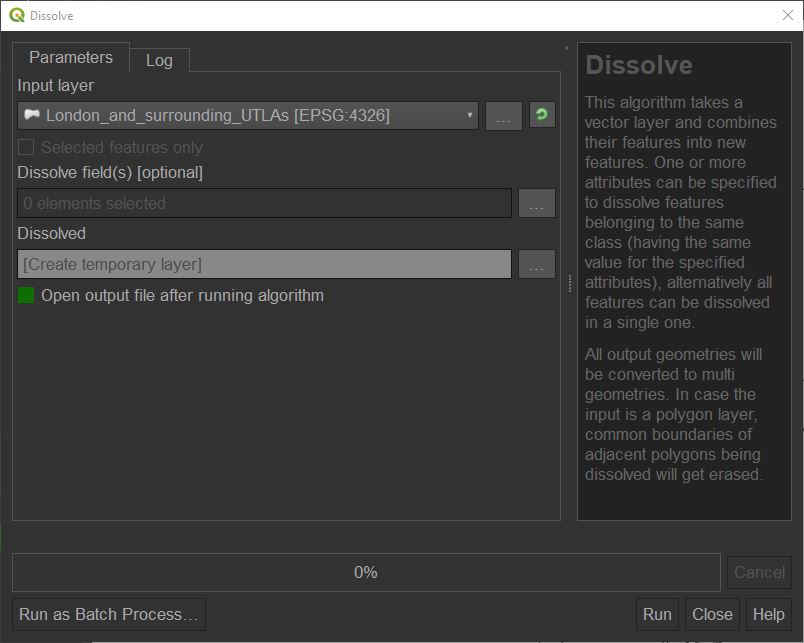 Dissolve
Parameters
Log
Input layer
London_and_surrounding_UTLAs [EPSG:4326]
...
Selected features only
Dissolve field(s) [optional]
0 elements selected
...
Dissolved
[Create temporary layer]
...
Open output file after running algorithm
Dissolve
This algorithm takes a
vector layer and combines
their features into new
features. One or more
attributes can be specified
to dissolve features
belonging to the same
class (having the same
value for the specified
attributes), alternatively all
features can be dissolved
in a single one.
All output geometries will
be converted to multi
geometries. In case the
input is a polygon layer,
common boundaries of
adjacent polygons being
dissolved will get erased.
0%
Cancel
Run as Batch Process...
Run
Close
Help